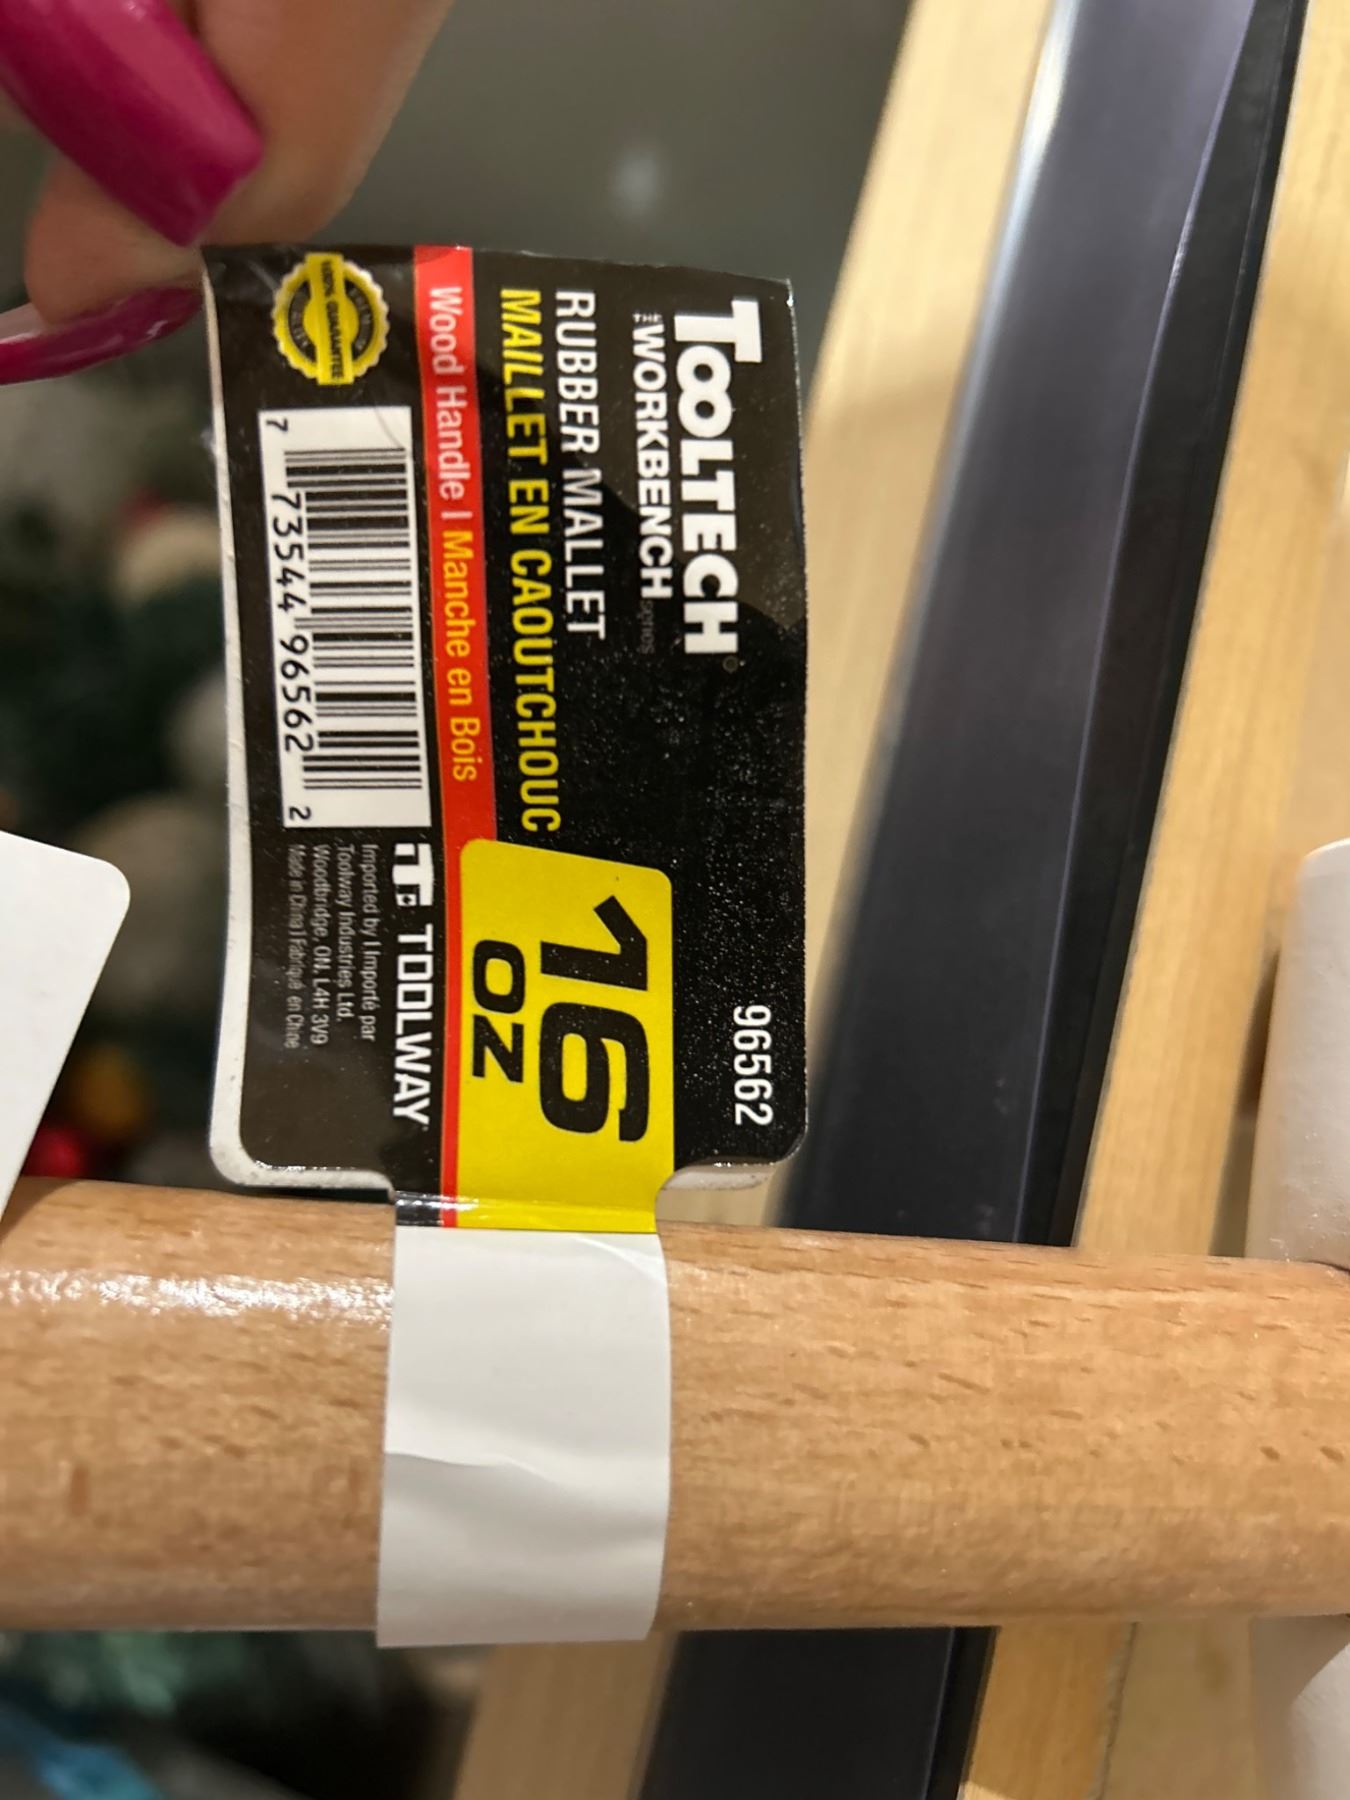 TOOLTECH®
THE WORKBENCH series
96562
RUBBER MALLET
MAILLET EN CAOUTCHOUC
16
OZ
Wood Handle | Manche en Bois
100% GUARANTEE
7 73544 96562 2
TOOLWAY
Imported by | Importé par
Toolway Industries Ltd.
Woodbridge, ON, L4H 3V9
Made in China | Fabriqué en Chine